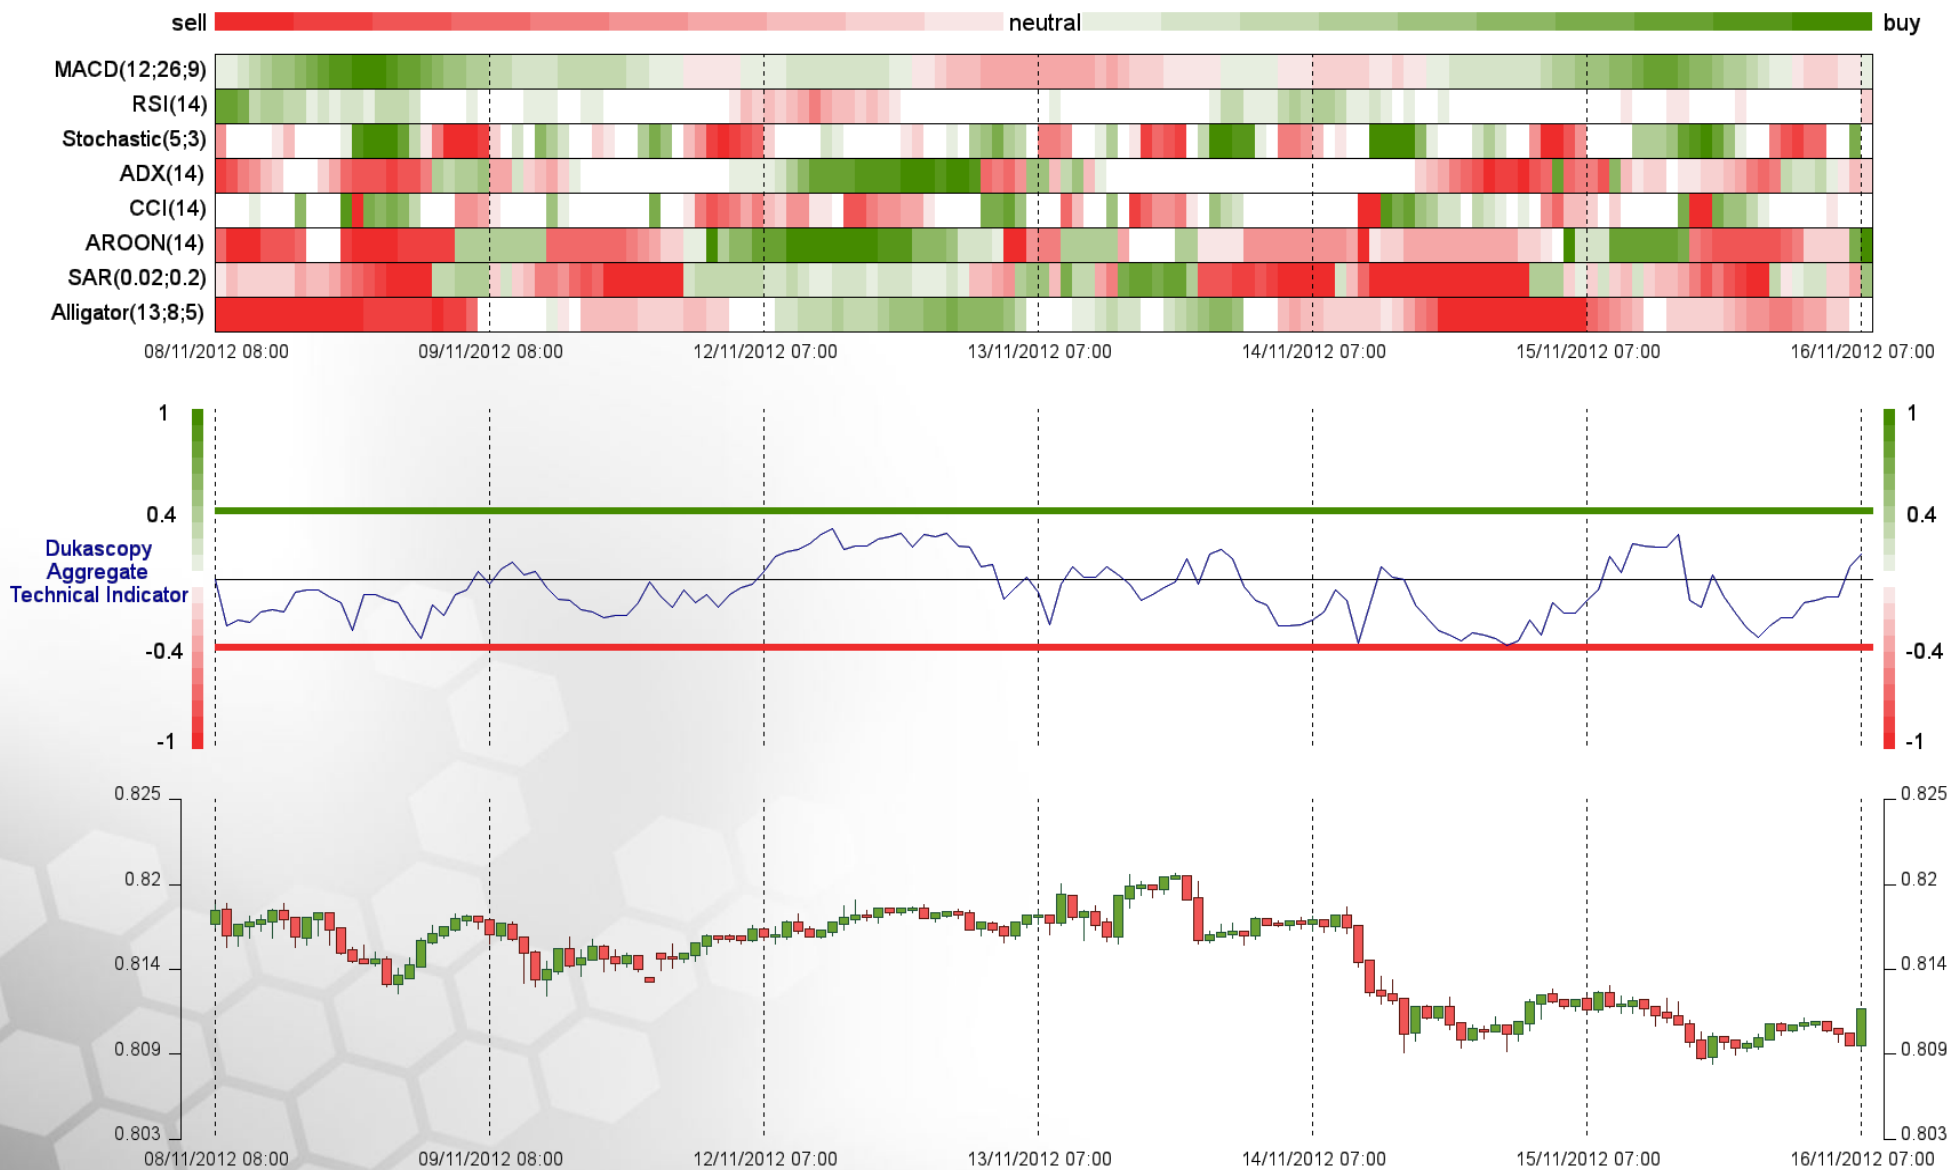 sell neutral buy
MACD(12;26;9)
RSI(14)
Stochastic(5;3)
ADX(14)
CCI(14)
AROON(14)
SAR(0.02;0.2)
Alligator(13;8;5)
08/11/2012 08:00 09/11/2012 08:00 12/11/2012 07:00 13/11/2012 07:00 14/11/2012 07:00 15/11/2012 07:00 16/11/2012 07:00
1 1
0.4 0.4
Dukascopy
Aggregate
Technical Indicator
-0.4 -0.4
-1 -1
0.825 0.825
0.82 0.82
0.814 0.814
0.809 0.809
0.803 0.803
08/11/2012 08:00 09/11/2012 08:00 12/11/2012 07:00 13/11/2012 07:00 14/11/2012 07:00 15/11/2012 07:00 16/11/2012 07:00